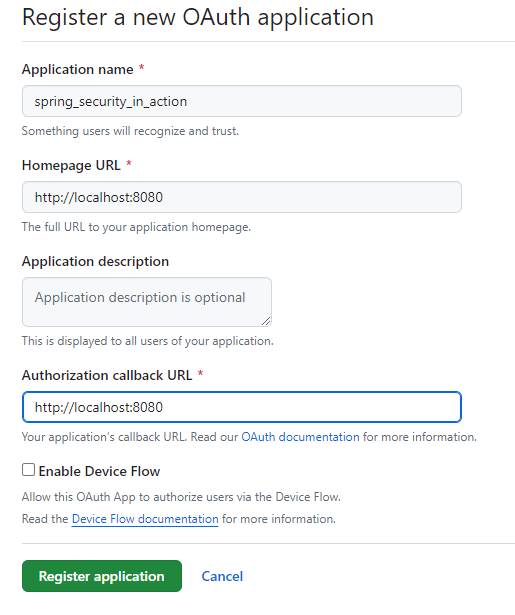 Register a new OAuth application
Application name *
spring_security_in_action
Something users will recognize and trust.
Homepage URL *
http://localhost:8080
The full URL to your application homepage.
Application description
Application description is optional
This is displayed to all users of your application.
Authorization callback URL *
http://localhost:8080
Your application’s callback URL. Read our OAuth documentation for more information.
Enable Device Flow
Allow this OAuth App to authorize users via the Device Flow.
Read the Device Flow documentation for more information.
Register application Cancel